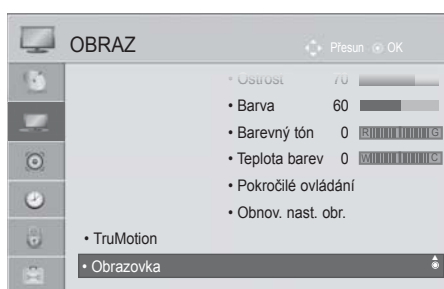 OBRAZ
Přesun OK
• Ostrost 70
• Barva 60
• Barevný tón 0 R G
• Teplota barev 0 W C
• Pokročilé ovládání
• Obnov. nast. obr.
• TruMotion
• Obrazovka